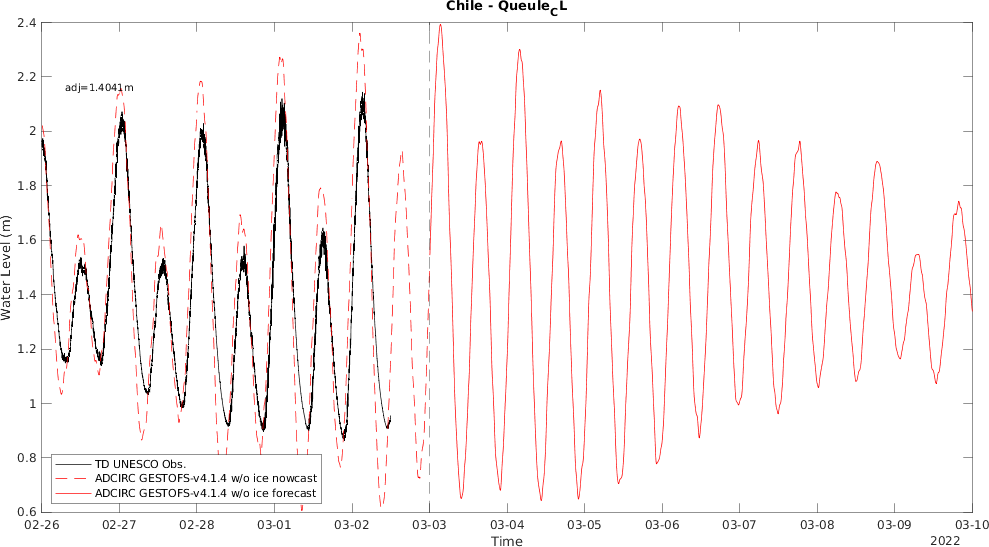 Chile - Queule_CL
adj=1.4041m
Water Level (m)
2.4
2.2
2
1.8
1.6
1.4
1.2
1
0.8
0.6
TD UNESCO Obs.
ADCIRC GESTOFS-v4.1.4 w/o ice nowcast
ADCIRC GESTOFS-v4.1.4 w/o ice forecast
02-26 02-27 02-28 03-01 03-02 03-03 03-04 03-05 03-06 03-07 03-08 03-09 03-10
Time
2022